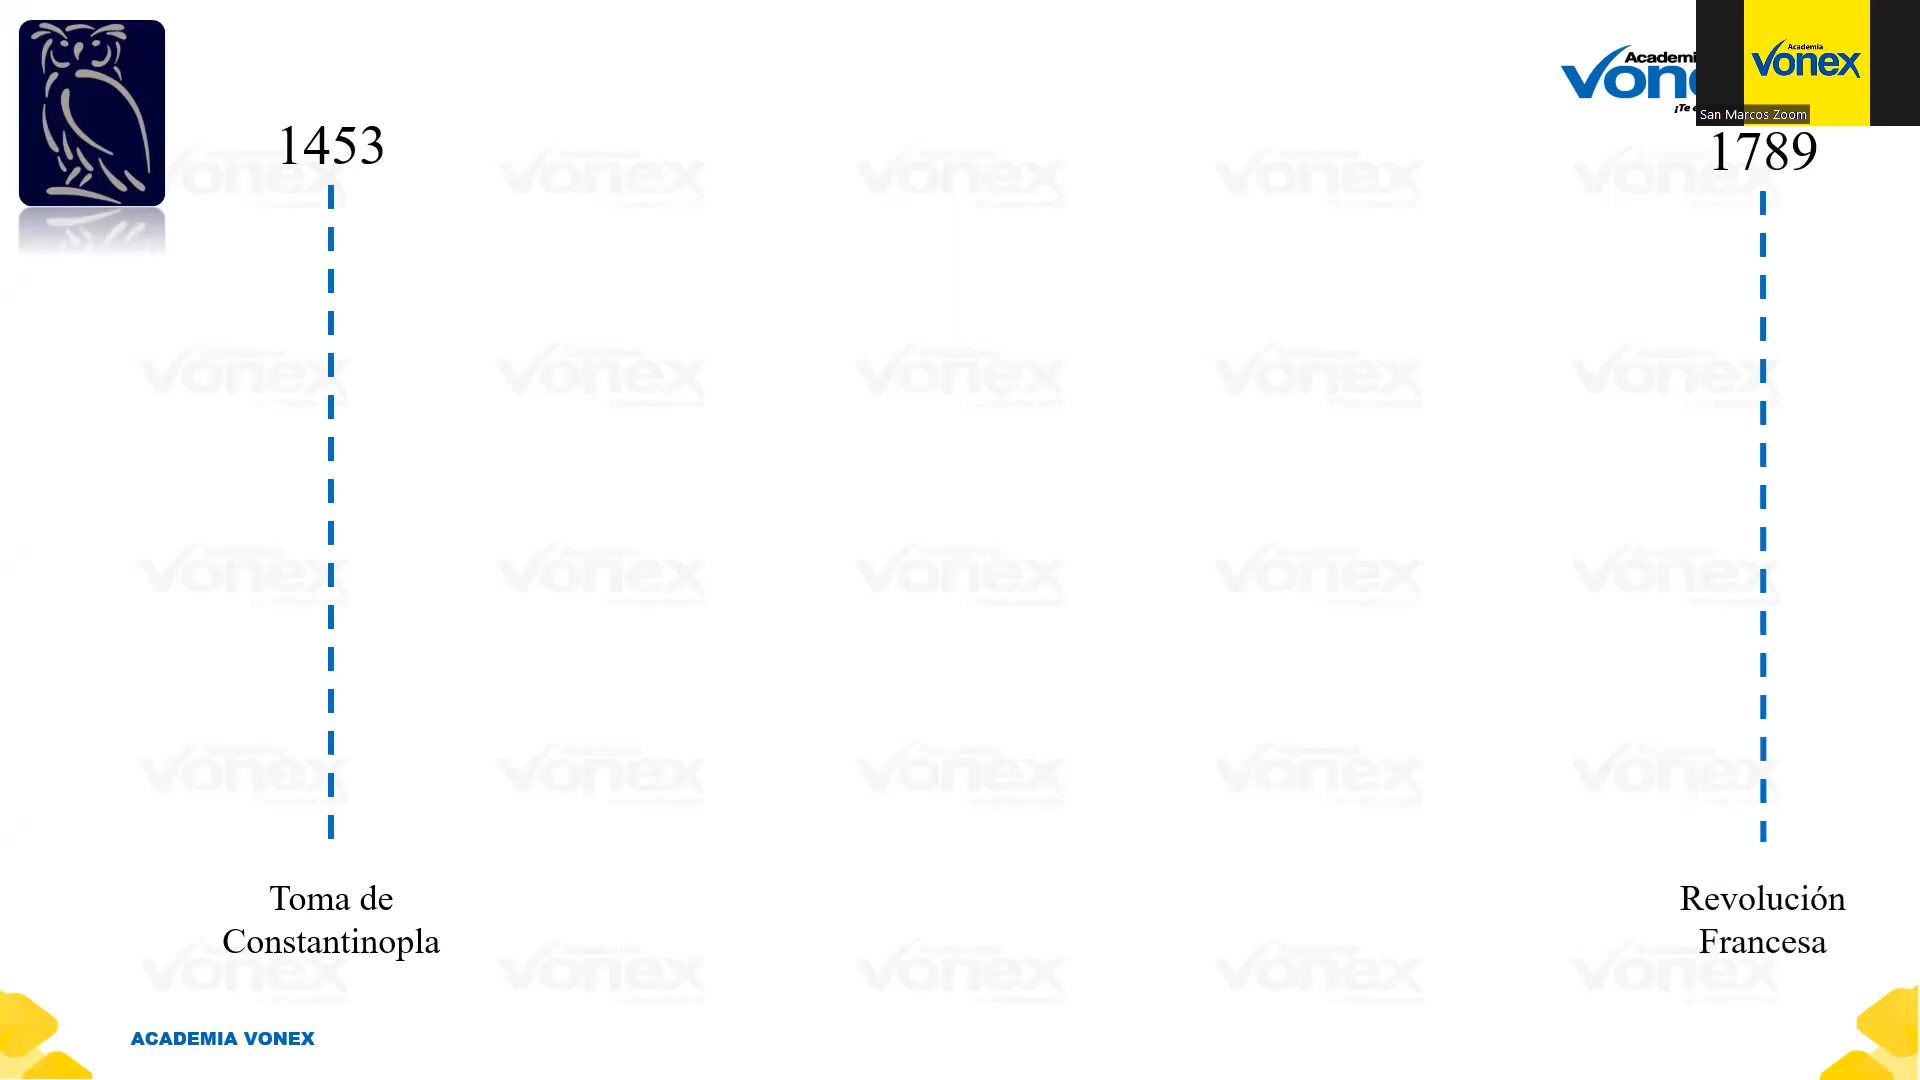 Academia
vonex
San Marcos Zoom
1453
1789
Toma de
Constantinopla
Revolución
Francesa
ACADEMIA VONEX